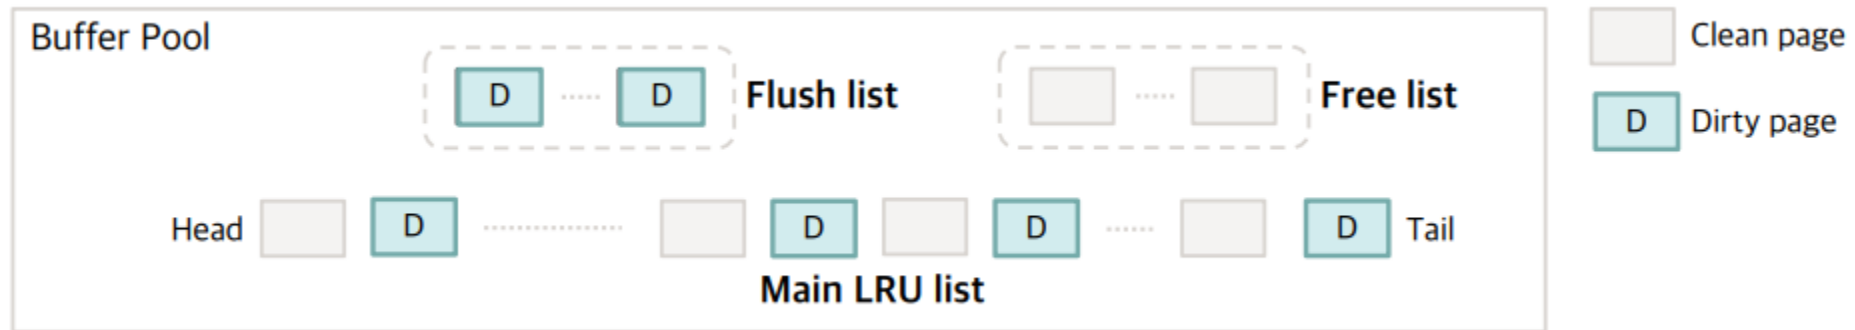 Buffer Pool
D D Flush list
Free list
Clean page
D Dirty page
Head D D D D Tail
Main LRU list